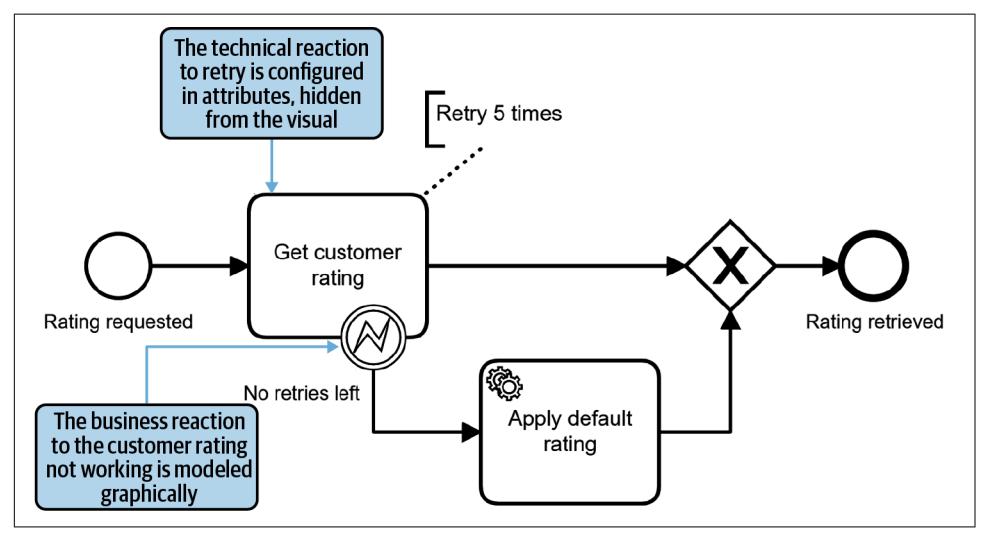 The technical reaction
to retry is configured
in attributes, hidden
from the visual
Retry 5 times
Get customer
rating
Rating requested
Rating retrieved
No retries left
Apply default
rating
The business reaction
to the customer rating
not working is modeled
graphically